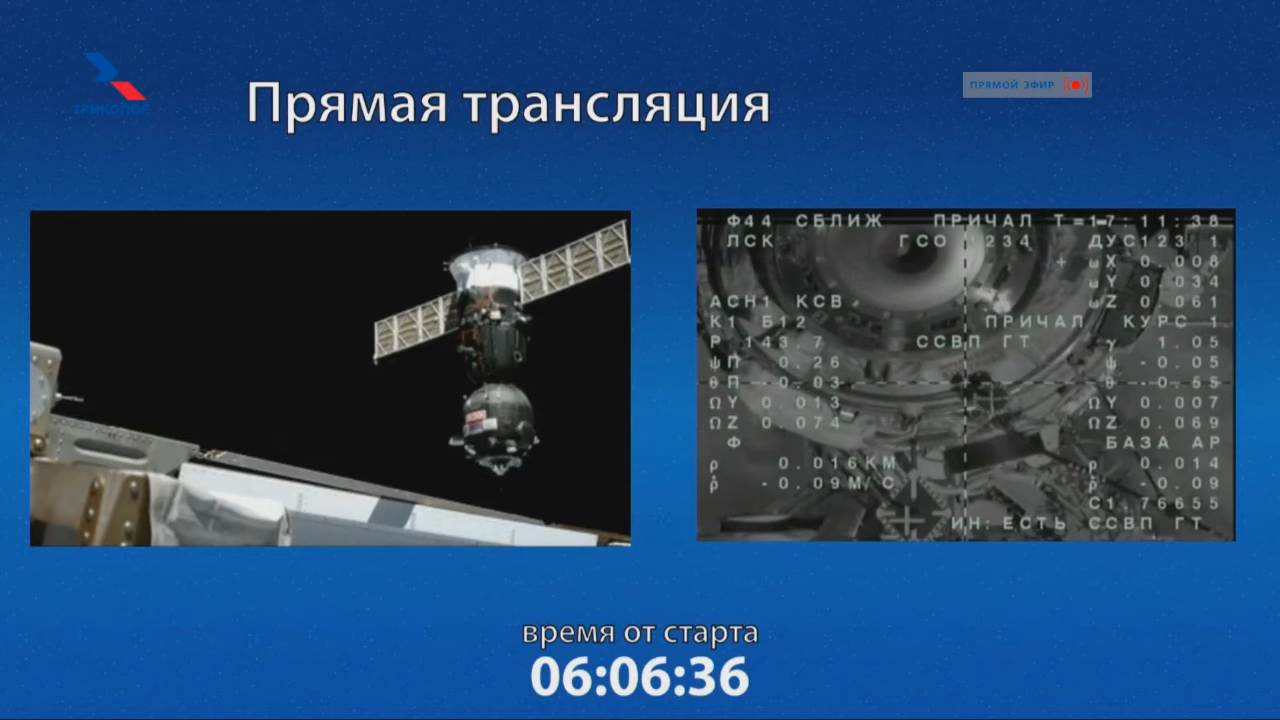 ТРИКОЛОР
Прямая трансляция
ПРЯМОЙ ЭФИР
Ф44 СБЛИЖ ПРИЧАЛ Т=17:11:38
ЛСК ГСО 1234 ДУС123 1
+ ωX 0.008
ωY 0.034
АСН1 КСВ ωZ 0.061
К1 Б12 ПРИЧАЛ КУРС 1
Р 143.7 ССВП ГТ γ 1.05
ψП 0.26 ψ -0.05
θП -0.03 θ -0.55
ΩY 0.013 ΩY 0.007
ΩZ 0.074 ΩZ 0.069
Ф БАЗА АР
ρ 0.016КМ ρ 0.014
ρ̇ -0.09М/С ρ̇ -0.09
С1.76655
ИН: ЕСТЬ ССВП ГТ
время от старта
06:06:36